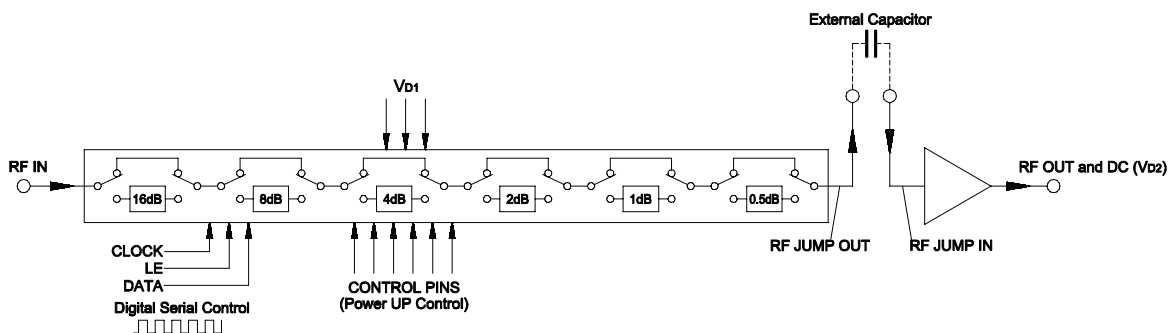 External Capacitor
VD1
RF IN
RF OUT and DC (VD2)
16dB
8dB
4dB
2dB
1dB
0.5dB
RF JUMP OUT
RF JUMP IN
CLOCK
LE
DATA
CONTROL PINS
(Power UP Control)
Digital Serial Control